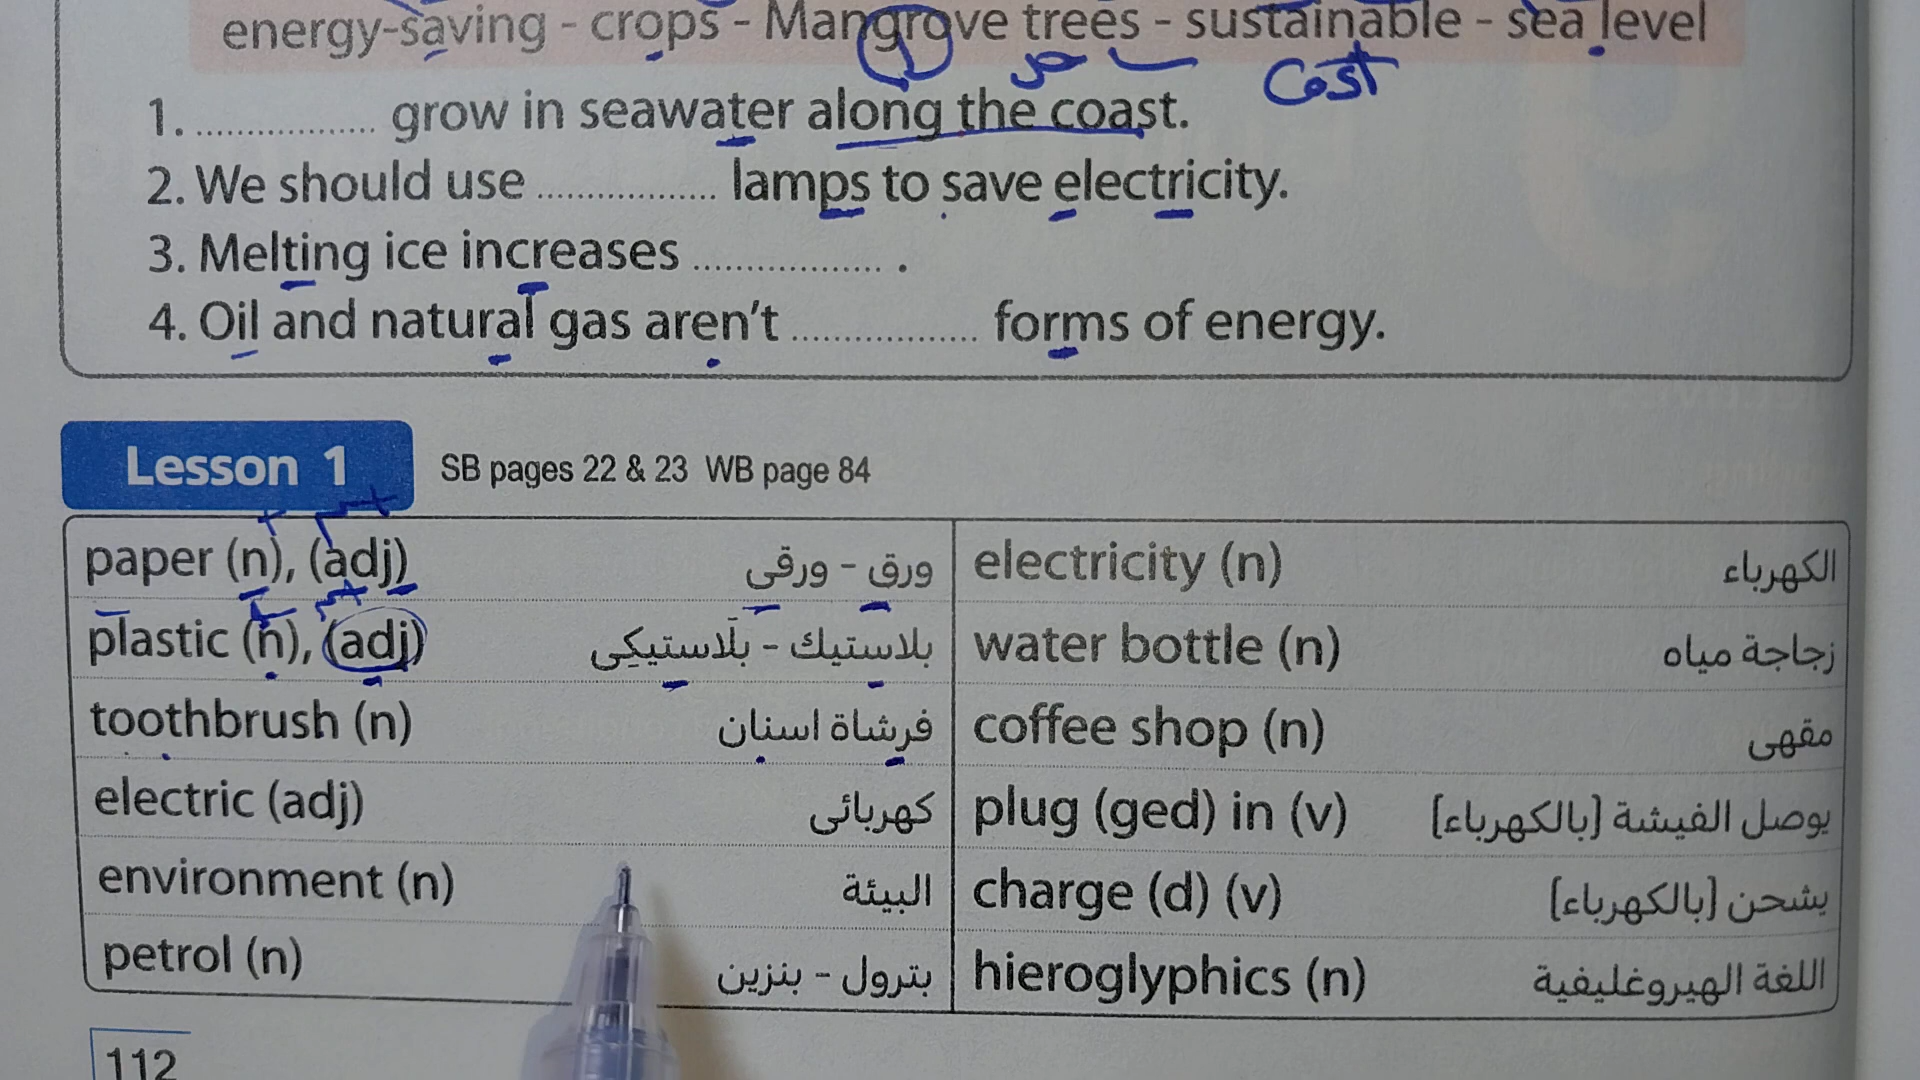 energy-saving - crops - Mangrove trees - sustainable - sea level
Cost
1. .................. grow in seawater along the coast.
2. We should use .................. lamps to save electricity.
3. Melting ice increases ................... .
4. Oil and natural gas aren't ................... forms of energy.
Lesson 1 SB pages 22 & 23 WB page 84
paper (n), (adj) ورق - ورقي
electricity (n) الكهرباء
plastic (n), (adj) بلاستيك - بلَاستيكِى
water bottle (n) زجاجة مياه
toothbrush (n) فرشاة اسنان
coffee shop (n) مقهى
electric (adj) كهربائى
plug (ged) in (v) يوصل الفيشة [بالكهرباء]
environment (n) البيئة
charge (d) (v) يشحن [بالكهرباء]
petrol (n) بترول - بنزين
hieroglyphics (n) اللغة الهيروغليفية
112